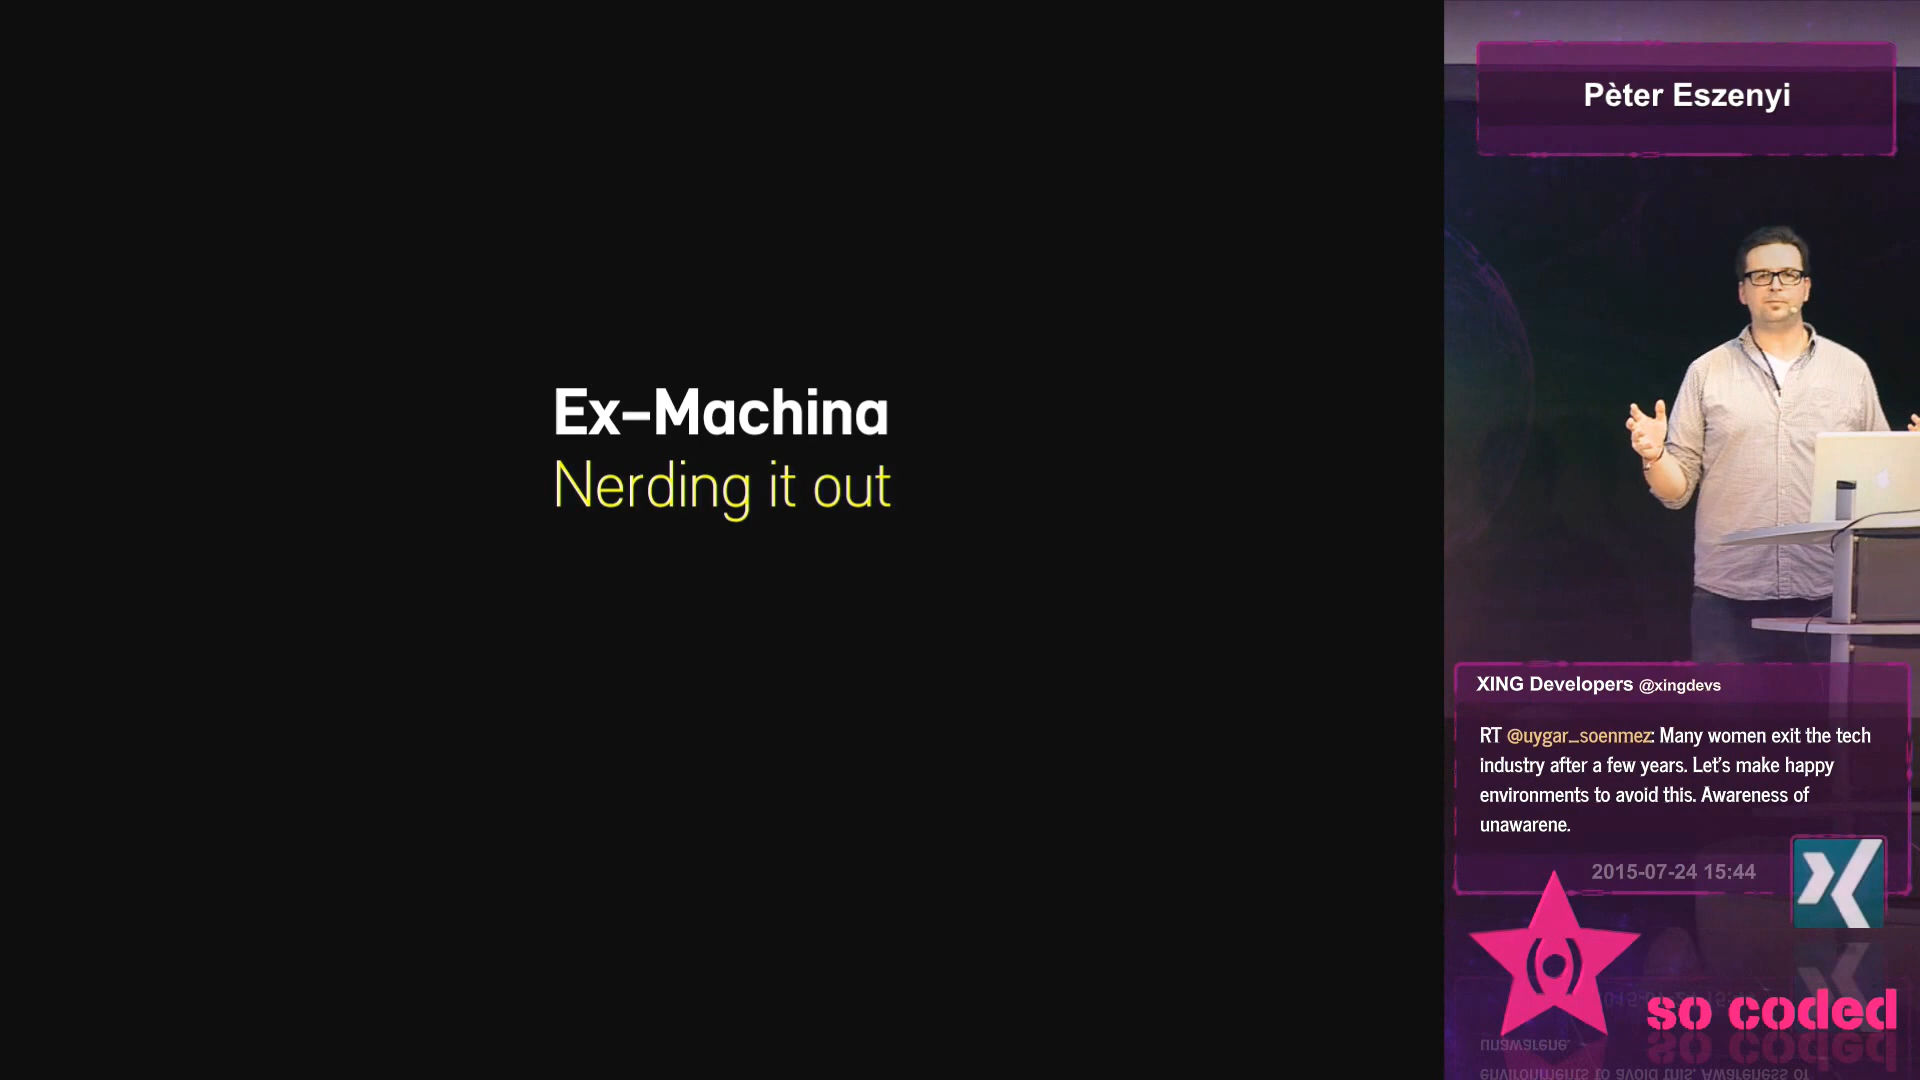 Ex–Machina
Nerding it out
Pèter Eszenyi
XING Developers @xingdevs
RT @uygar_soenmez: Many women exit the tech
industry after a few years. Let's make happy
environments to avoid this. Awareness of
unawarene.
2015-07-24 15:44
so coded